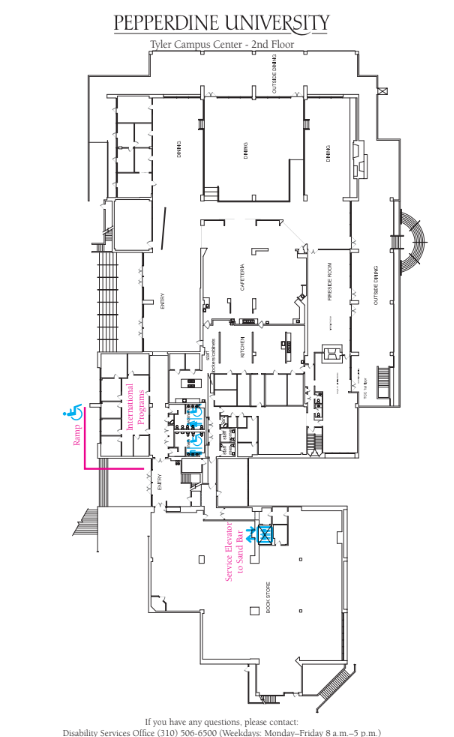 PEPPERDINE UNIVERSITY
Tyler Campus Center - 2nd Floor
OUTSIDE DINING
DINING
DINING
DINING
ENTRY
CAFETERIA
FIRESIDE ROOM
OUTSIDE DINING
KITCHEN
International
Programs
Ramp
ENTRY
Service Elevator
to Sand Bar
BOOK STORE
If you have any questions, please contact:
Disability Services Office (310) 506-6500 (Weekdays: Monday–Friday 8 a.m.–5 p.m.)